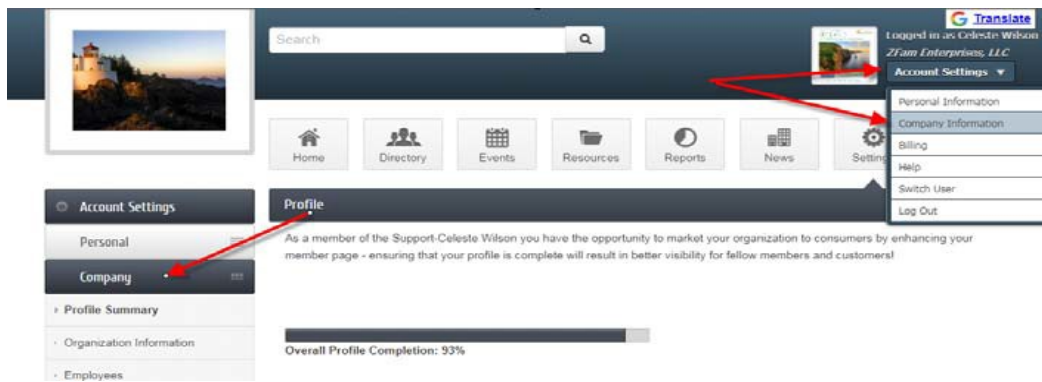 Translate
Search
Logged in as Celeste Wilson
ZFam Enterprises, LLC
Account Settings
Personal Information
Company Information
Billing
Help
Switch User
Log Out
Home
Directory
Events
Resources
Reports
News
Setting
Account Settings
Personal
Company
Profile Summary
Organization Information
Employees
Profile
As a member of the Support-Celeste Wilson you have the opportunity to market your organization to consumers by enhancing your
member page - ensuring that your profile is complete will result in better visibility for fellow members and customers!
Overall Profile Completion: 93%